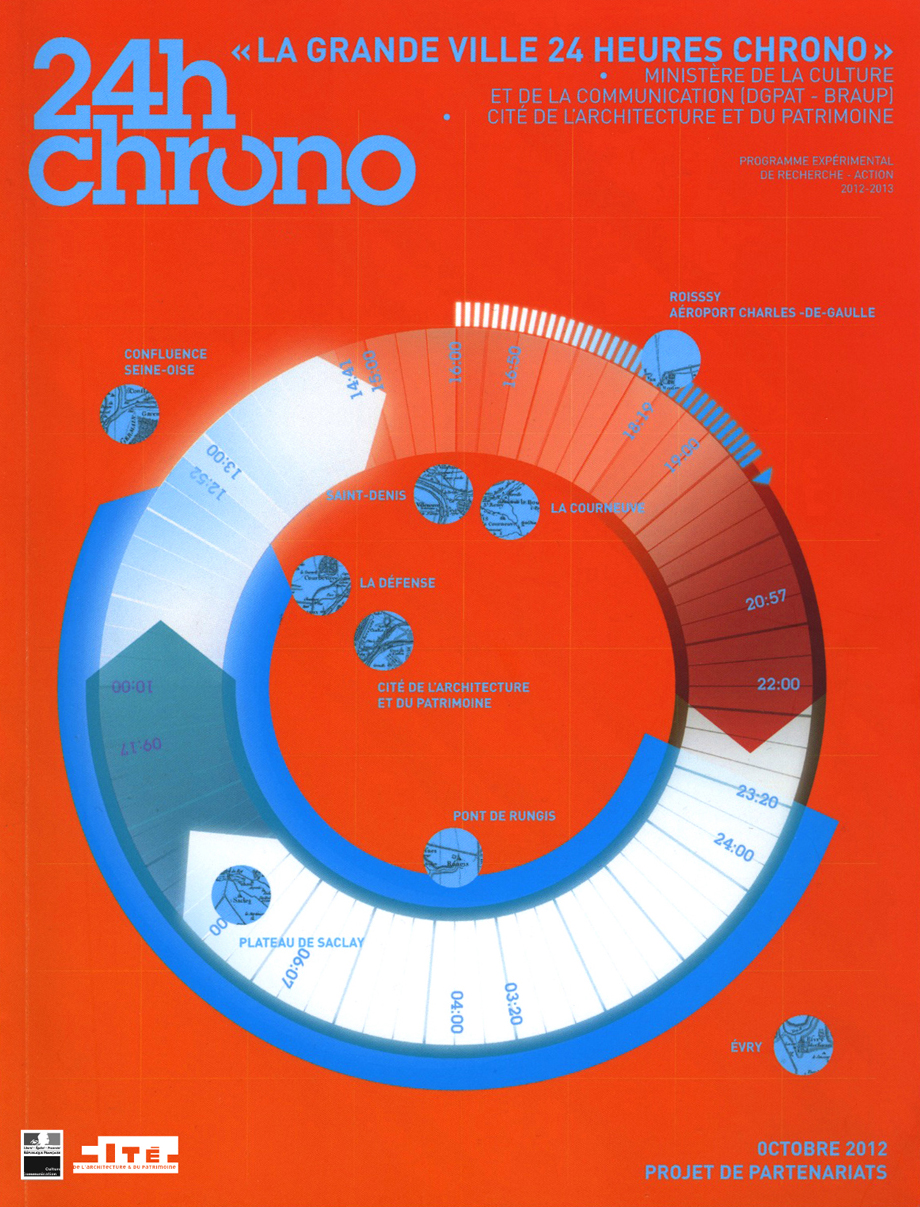 24h
chrono
« LA GRANDE VILLE 24 HEURES CHRONO »
• MINISTÈRE DE LA CULTURE
ET DE LA COMMUNICATION (DGPAT - BRAUP)
• CITÉ DE L'ARCHITECTURE ET DU PATRIMOINE
PROGRAMME EXPÉRIMENTAL
DE RECHERCHE - ACTION
2012-2013
ROISSSY
AÉROPORT CHARLES -DE-GAULLE
CONFLUENCE
SEINE-OISE
14:41
15:00
16:00
16:50
18:19
19:00
13:00
12:52
SAINT-DENIS
LA COURNEUVE
LA DÉFENSE
20:57
22:00
CITÉ DE L'ARCHITECTURE
ET DU PATRIMOINE
10:00
09:17
23:20
24:00
PONT DE RUNGIS
00
PLATEAU DE SACLAY
Saclay
06:07
04:00
03:20
ÉVRY
CITÉ
DE L'ARCHITECTURE & DU PATRIMOINE
OCTOBRE 2012
PROJET DE PARTENARIATS